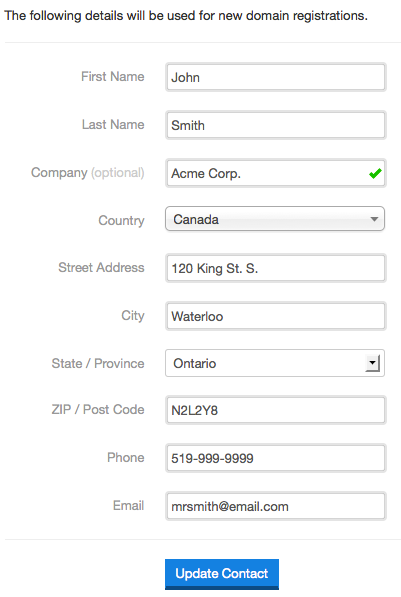 The following details will be used for new domain registrations.
First Name John
Last Name Smith
Company (optional) Acme Corp.
Country Canada
Street Address 120 King St. S.
City Waterloo
State / Province Ontario
ZIP / Post Code N2L2Y8
Phone 519-999-9999
Email mrsmith@email.com
Update Contact